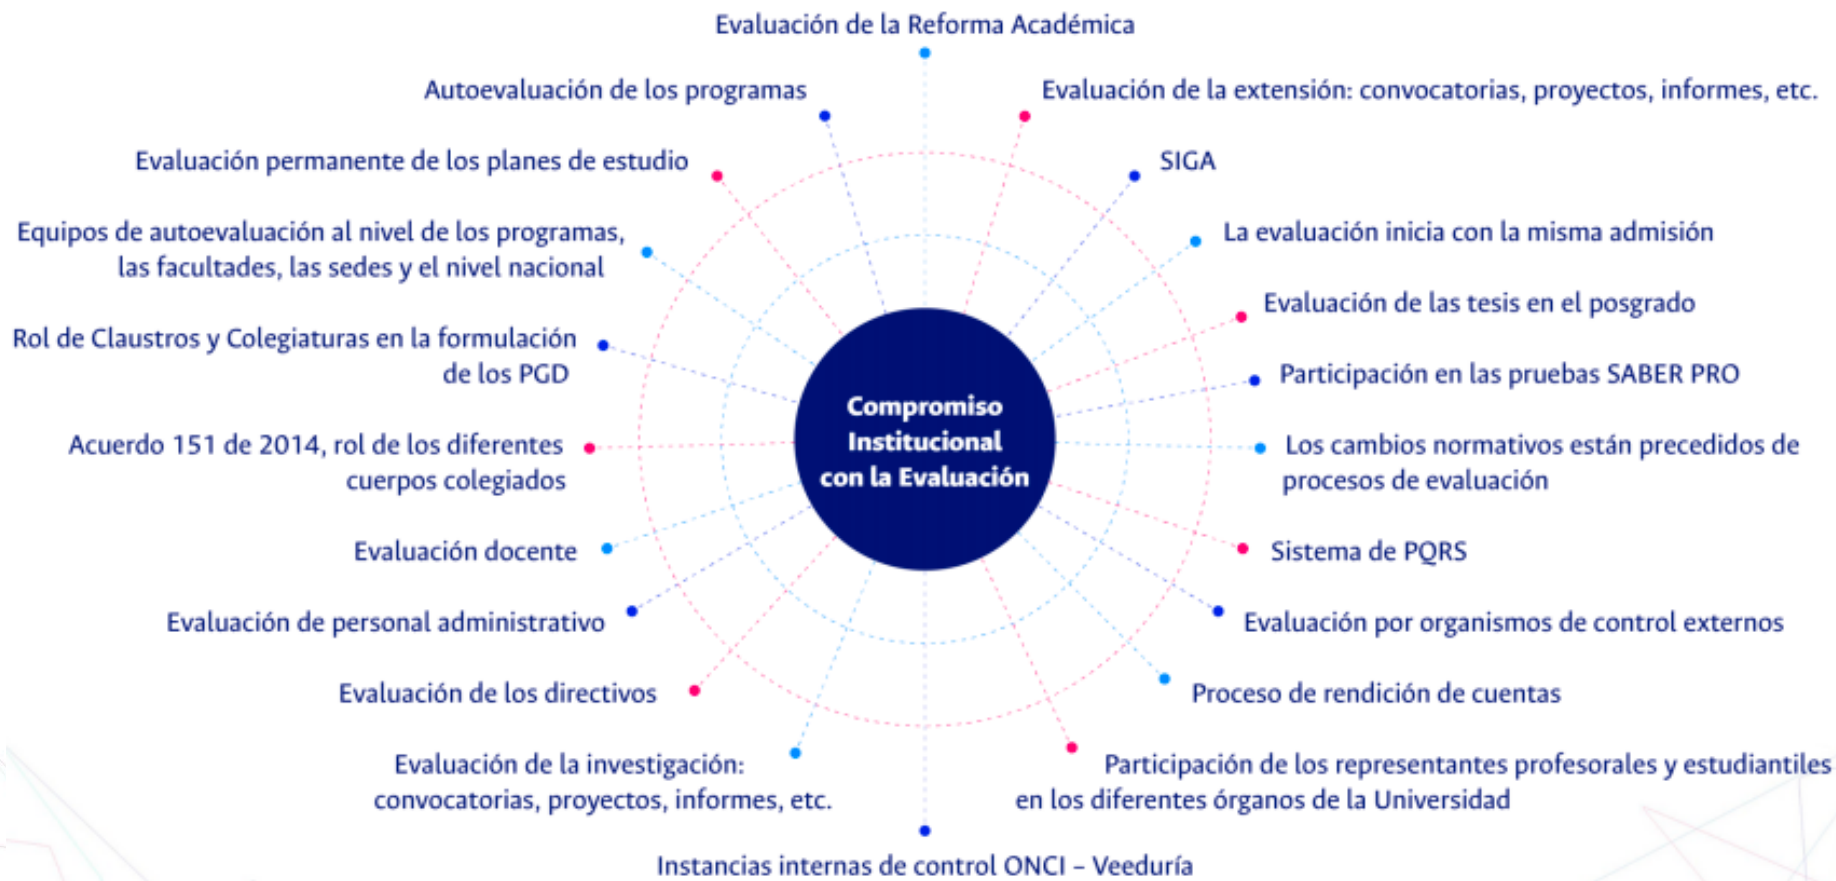 Evaluación de la Reforma Académica
Autoevaluación de los programas
Evaluación de la extensión: convocatorias, proyectos, informes, etc.
Evaluación permanente de los planes de estudio
SIGA
Equipos de autoevaluación al nivel de los programas,
las facultades, las sedes y el nivel nacional
La evaluación inicia con la misma admisión
Evaluación de las tesis en el posgrado
Rol de Claustros y Colegiaturas en la formulación
de los PGD
Participación en las pruebas SABER PRO
Compromiso
Institucional
con la Evaluación
Acuerdo 151 de 2014, rol de los diferentes
cuerpos colegiados
Los cambios normativos están precedidos de
procesos de evaluación
Evaluación docente
Sistema de PQRS
Evaluación de personal administrativo
Evaluación por organismos de control externos
Evaluación de los directivos
Proceso de rendición de cuentas
Evaluación de la investigación:
convocatorias, proyectos, informes, etc.
Participación de los representantes profesorales y estudiantiles
en los diferentes órganos de la Universidad
Instancias internas de control ONCI – Veeduría